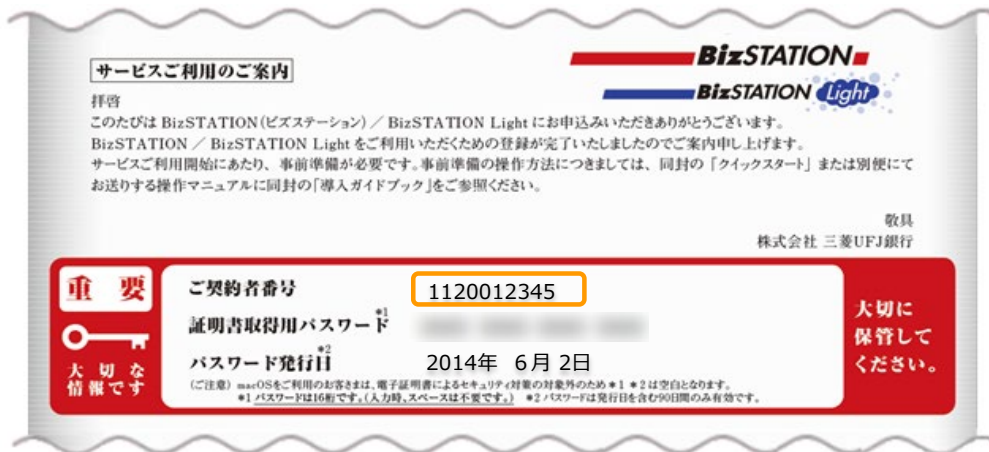 サービスご利用のご案内
BizSTATION
BizSTATION Light
拝啓
このたびは BizSTATION(ビズステーション)／ BizSTATION Light にお申込みいただきありがとうございます。
BizSTATION ／ BizSTATION Light をご利用いただくための登録が完了いたしましたのでご案内申し上げます。
サービスご利用開始にあたり、事前準備が必要です。事前準備の操作方法につきましては、同封の「クイックスタート」または別便にて
お送りする操作マニュアルに同封の「導入ガイドブック」をご参照ください。
敬具
株式会社 三菱UFJ銀行
重 要
大 切 な
情 報 で す
ご契約者番号 1120012345
証明書取得用パスワード*1
パスワード発行日*2 2014年 6月 2日
(ご注意) macOSをご利用のお客さまは、電子証明書によるセキュリティ対策の対象外のため＊1 ＊2 は空白となります。
＊1 パスワードは16桁です。(入力時、スペースは不要です。) ＊2 パスワードは発行日を含む90日間のみ有効です。
大切に
保管して
ください。